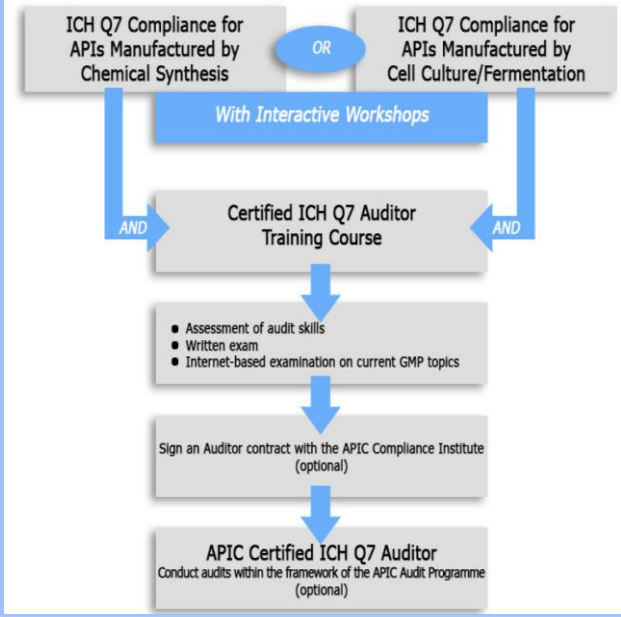 ICH Q7 Compliance for
APIs Manufactured by
Chemical Synthesis
OR
ICH Q7 Compliance for
APIs Manufactured by
Cell Culture/Fermentation
With Interactive Workshops
AND
Certified ICH Q7 Auditor
Training Course
AND
● Assessment of audit skills
● Written exam
● Internet-based examination on current GMP topics
Sign an Auditor contract with the APIC Compliance Institute
(optional)
APIC Certified ICH Q7 Auditor
Conduct audits within the framework of the APIC Audit Programme
(optional)